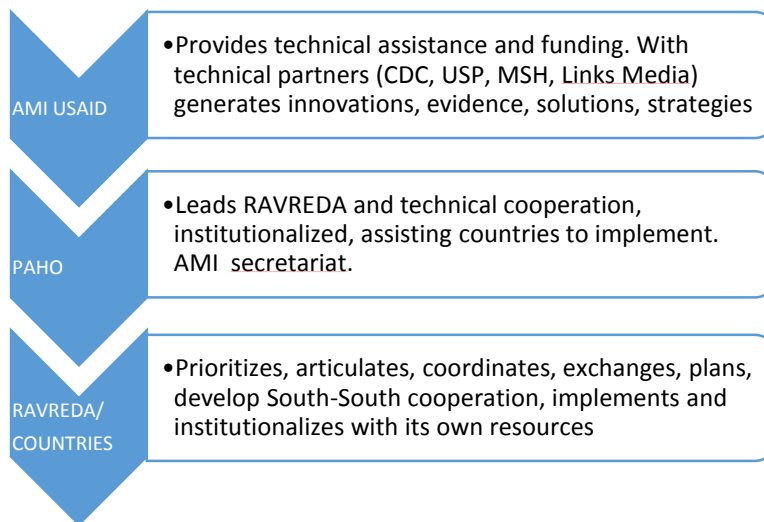 AMI USAID
•Provides technical assistance and funding. With
technical partners (CDC, USP, MSH, Links Media)
generates innovations, evidence, solutions, strategies
PAHO
•Leads RAVREDA and technical cooperation,
institutionalized, assisting countries to implement.
AMI secretariat.
RAVREDA/
COUNTRIES
•Prioritizes, articulates, coordinates, exchanges, plans,
develop South-South cooperation, implements and
institutionalizes with its own resources